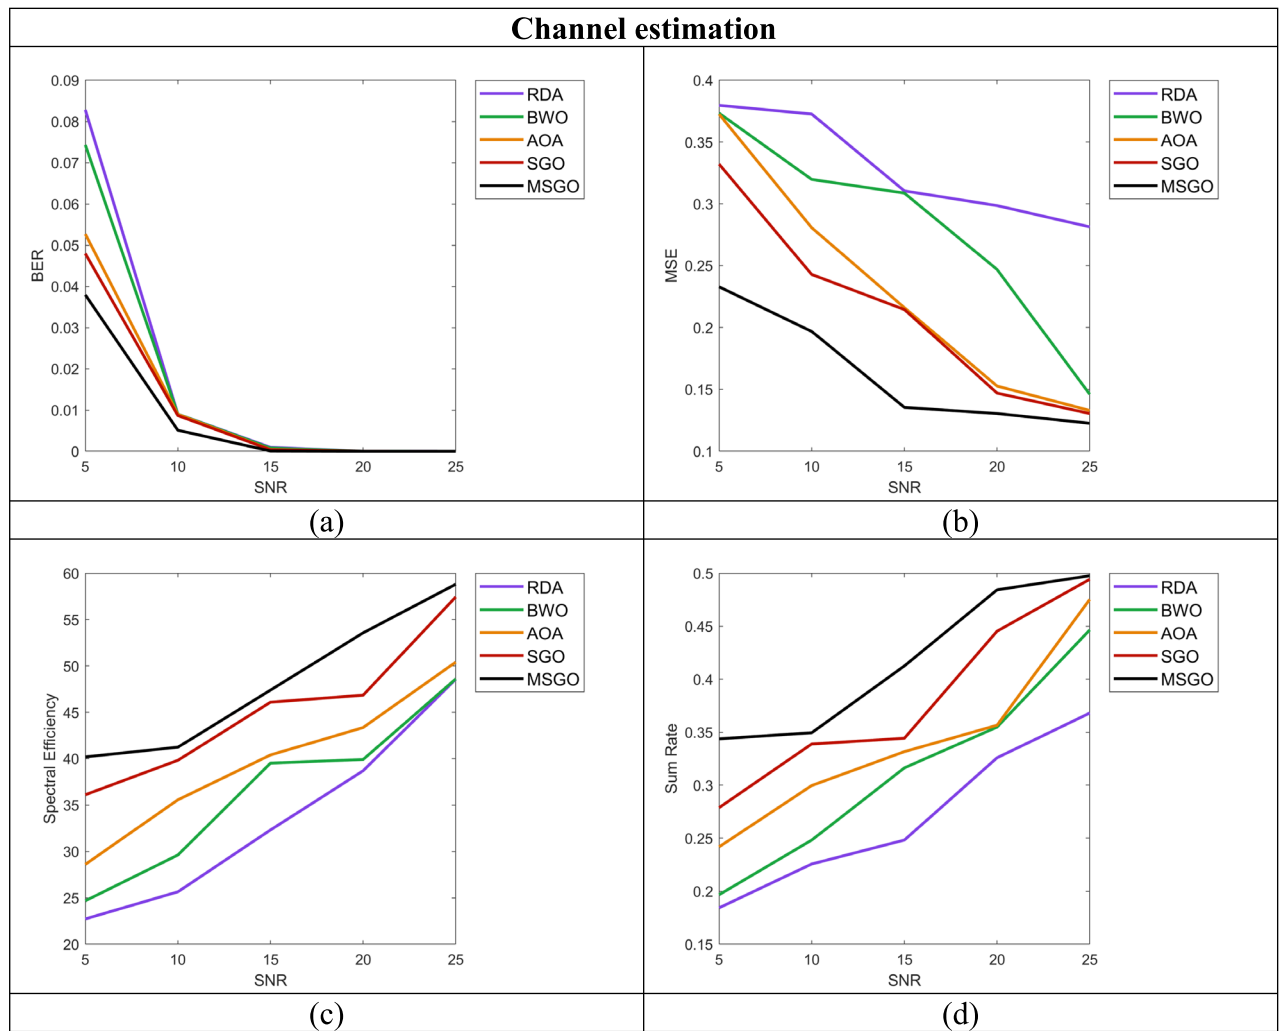 Channel estimation
0.09
0.08
0.07
0.06
0.05
0.04
0.03
0.02
0.01
0
BER
5 10 15 20 25
SNR
RDA
BWO
AOA
SGO
MSGO
0.4
0.35
0.3
0.25
0.2
0.15
0.1
MSE
5 10 15 20 25
SNR
RDA
BWO
AOA
SGO
MSGO
(a)
(b)
60
55
50
45
40
35
30
25
20
Spectral Efficiency
5 10 15 20 25
SNR
RDA
BWO
AOA
SGO
MSGO
0.5
0.45
0.4
0.35
0.3
0.25
0.2
0.15
Sum Rate
5 10 15 20 25
SNR
RDA
BWO
AOA
SGO
MSGO
(c)
(d)